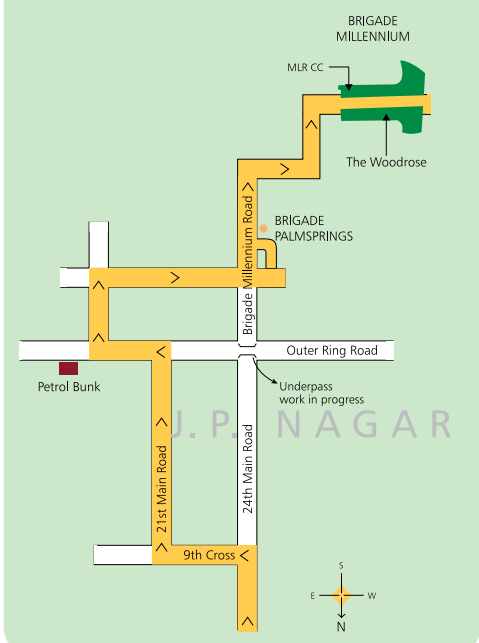 BRIGADE
MILLENNIUM
MLR CC
The Woodrose
Brigade Millennium Road
BRIGADE
PALMSPRINGS
Outer Ring Road
Petrol Bunk
Underpass
work in progress
J. P. NAGAR
21st Main Road
24th Main Road
9th Cross
S
E
W
N